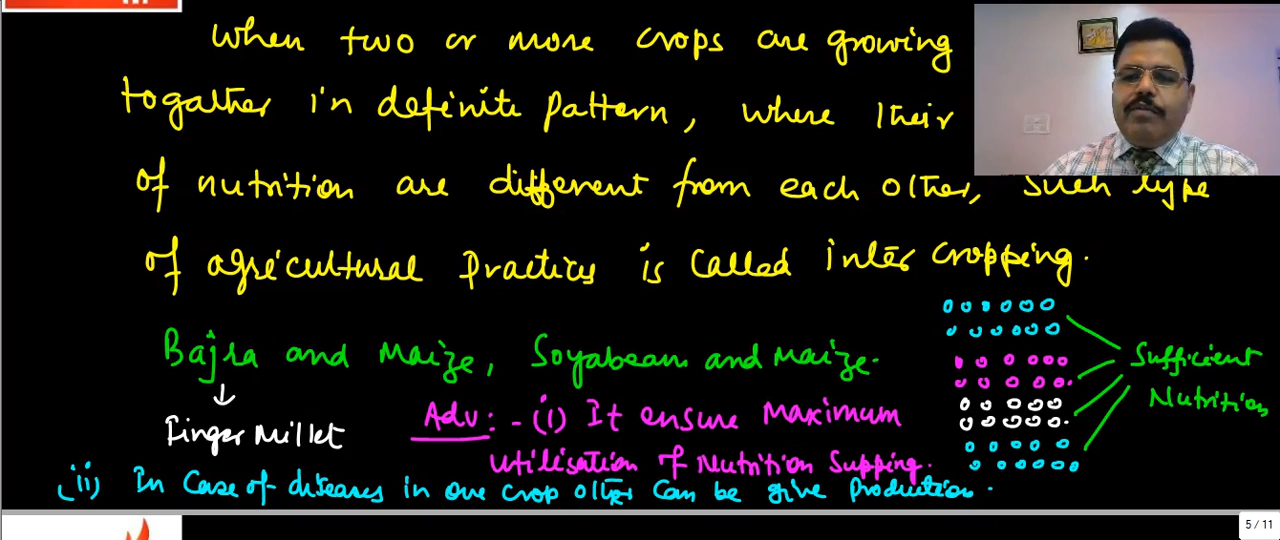 When two or more crops are growing
togather in definite pattern, where their
of nutrition are different from each other, such type
of agricultural practices is called inter cropping.
Bajra and Maize, Soyabean and Maize.
Finger Millet
Adv: - (i) It ensure Maximum
utilisation of Nutrition Supping.
(ii) In Case of diseases in one crop other can be give production.
Sufficient
Nutrition
5 / 11